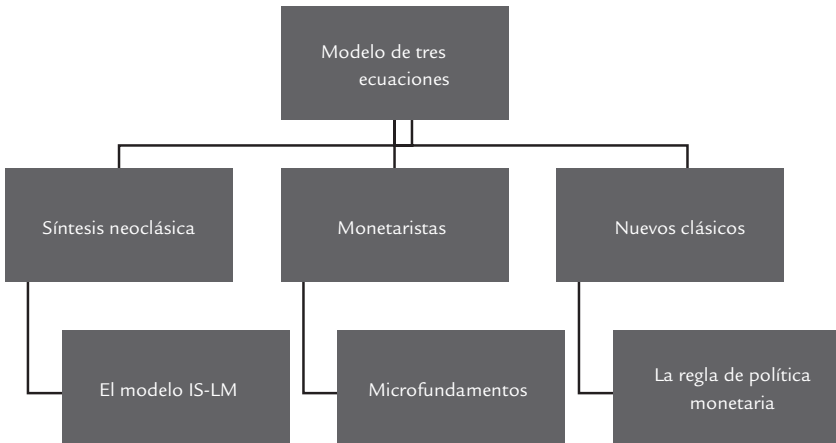 Modelo de tres
ecuaciones
Síntesis neoclásica
Monetaristas
Nuevos clásicos
El modelo IS-LM
Microfundamentos
La regla de política
monetaria